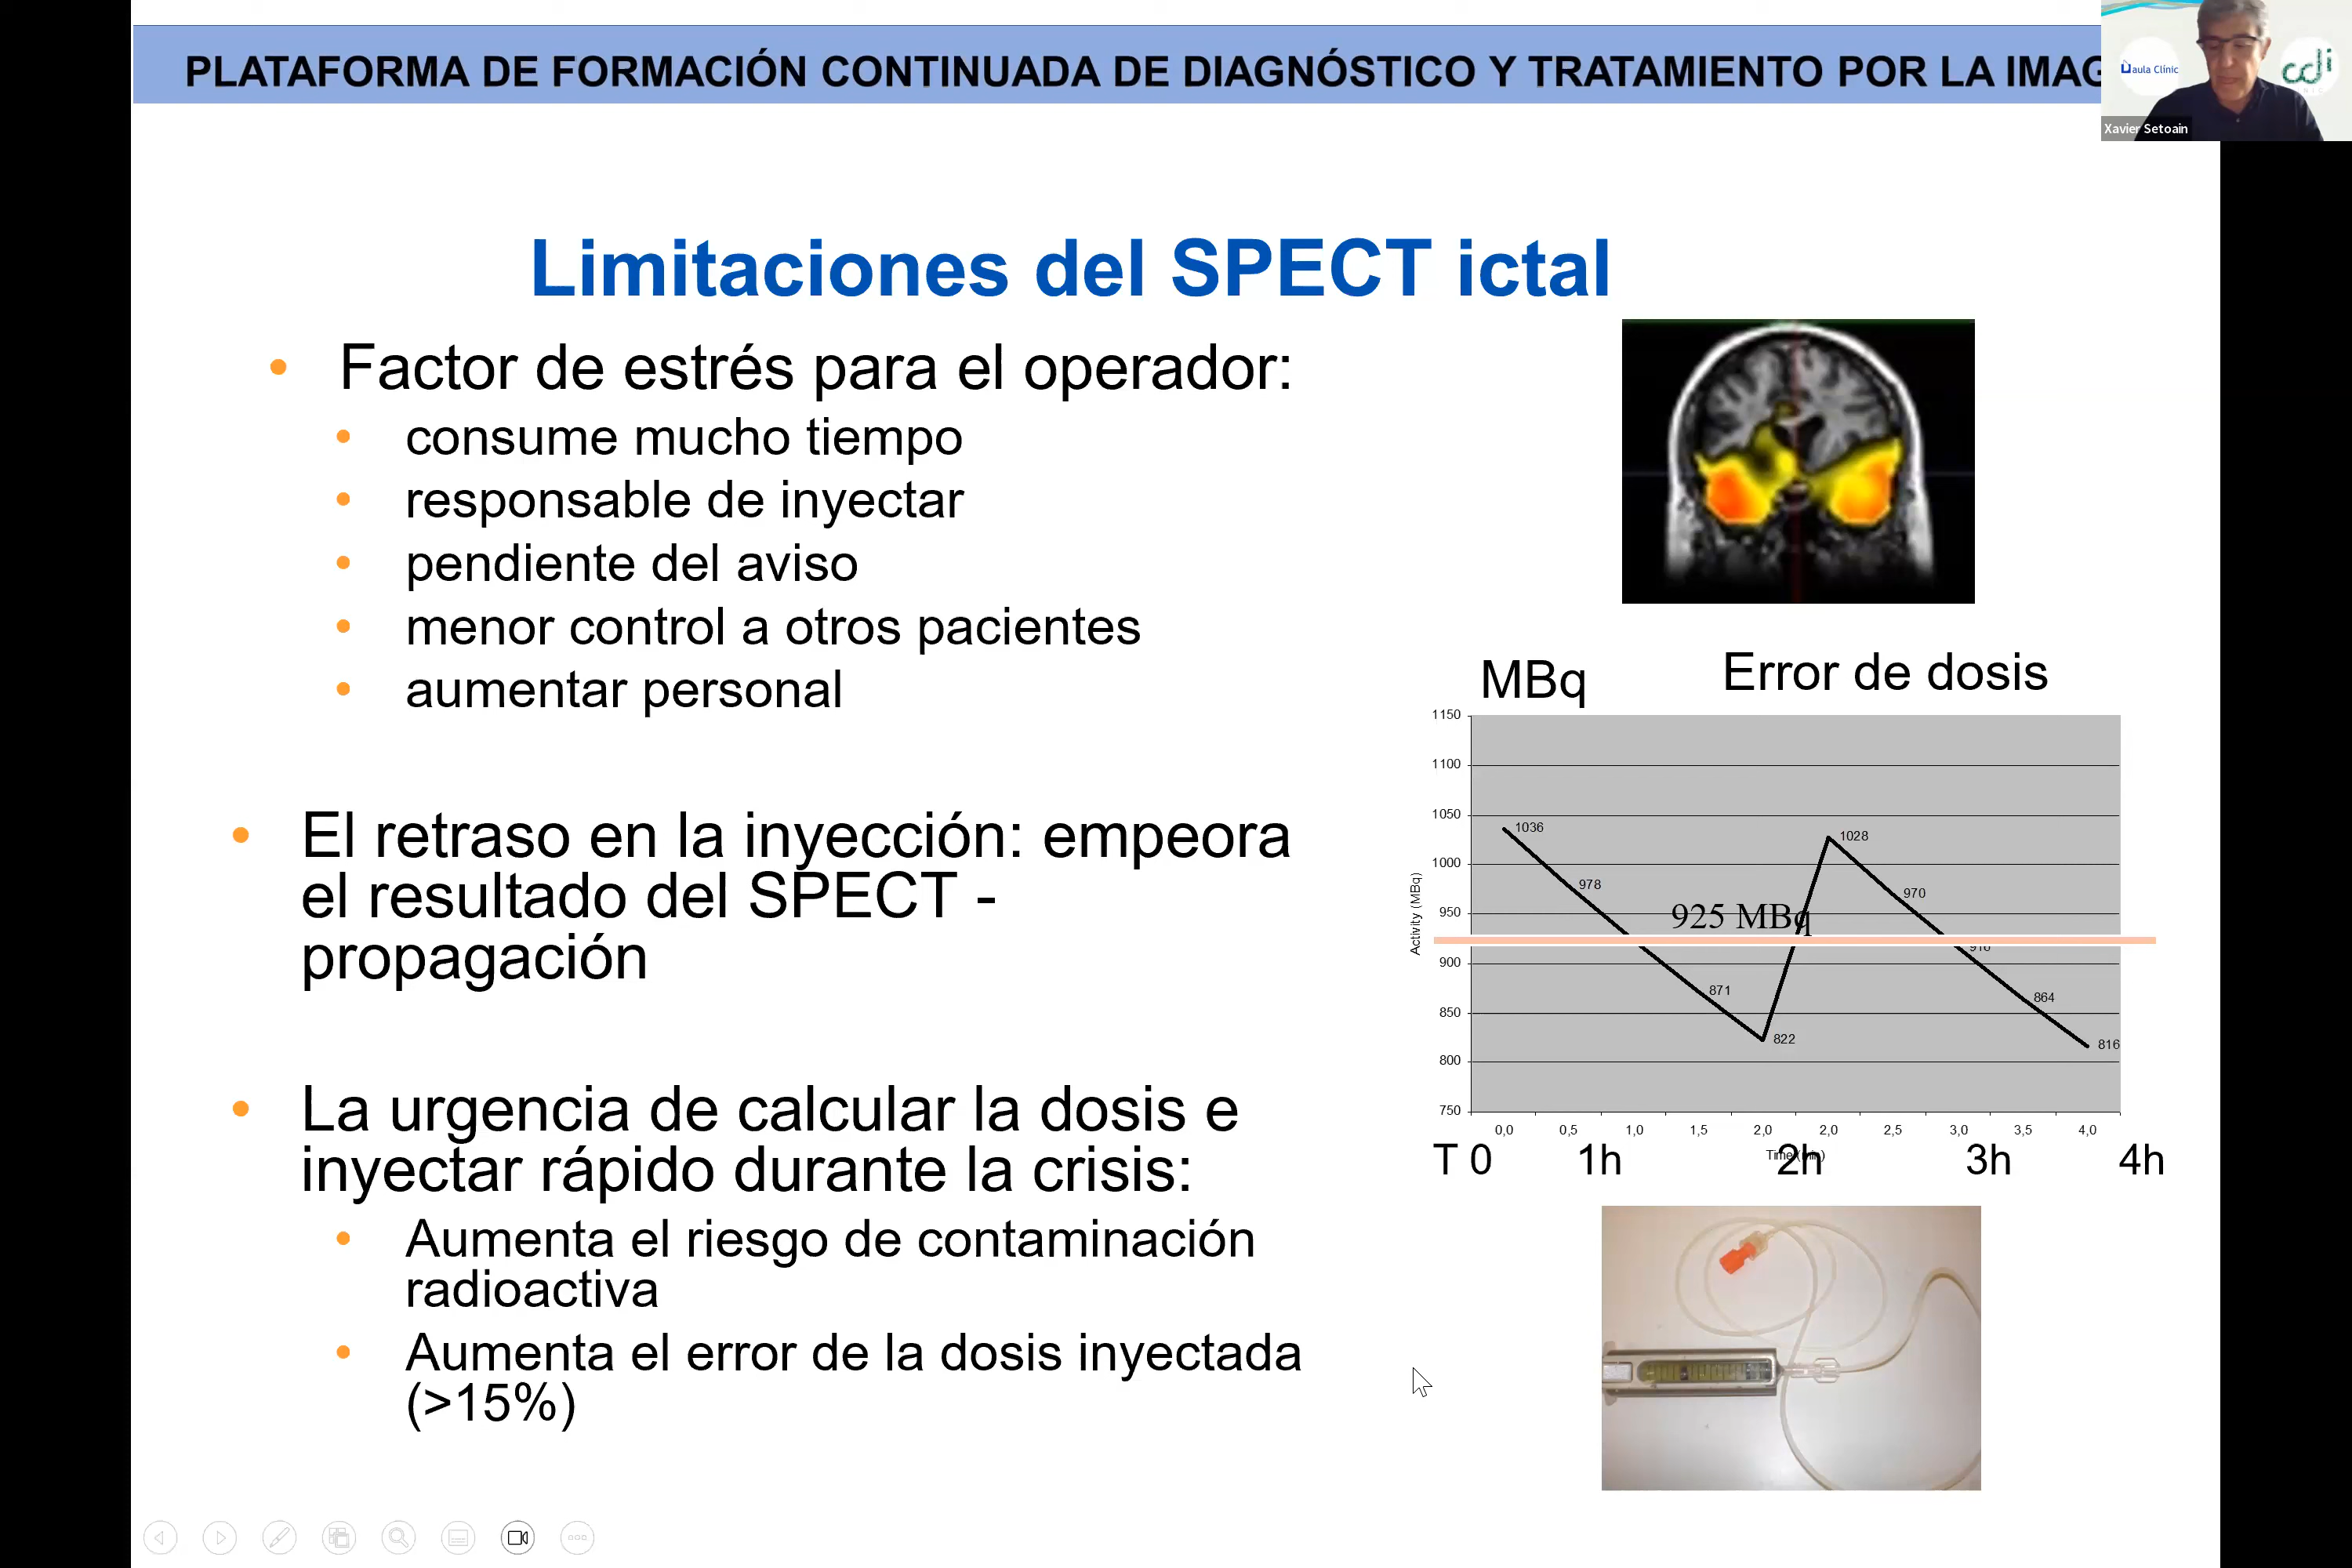 PLATAFORMA DE FORMACIÓN CONTINUADA DE DIAGNÓSTICO Y TRATAMIENTO POR LA IMAG
aula Clínic
cdi
Xavier Setoain
Limitaciones del SPECT ictal
• Factor de estrés para el operador:
• consume mucho tiempo
• responsable de inyectar
• pendiente del aviso
• menor control a otros pacientes
• aumentar personal
• El retraso en la inyección: empeora
el resultado del SPECT -
propagación
• La urgencia de calcular la dosis e
inyectar rápido durante la crisis:
• Aumenta el riesgo de contaminación
radioactiva
• Aumenta el error de la dosis inyectada
(>15%)
MBq
Error de dosis
1150
1100
1050
1000
950
900
850
800
750
Activity (MBq)
1036
978
871
822
1028
970
910
864
816
925 MBq
0,0 0,5 1,0 1,5 2,0 2,0 2,5 3,0 3,5 4,0
T 0 1h 2h 3h 4h